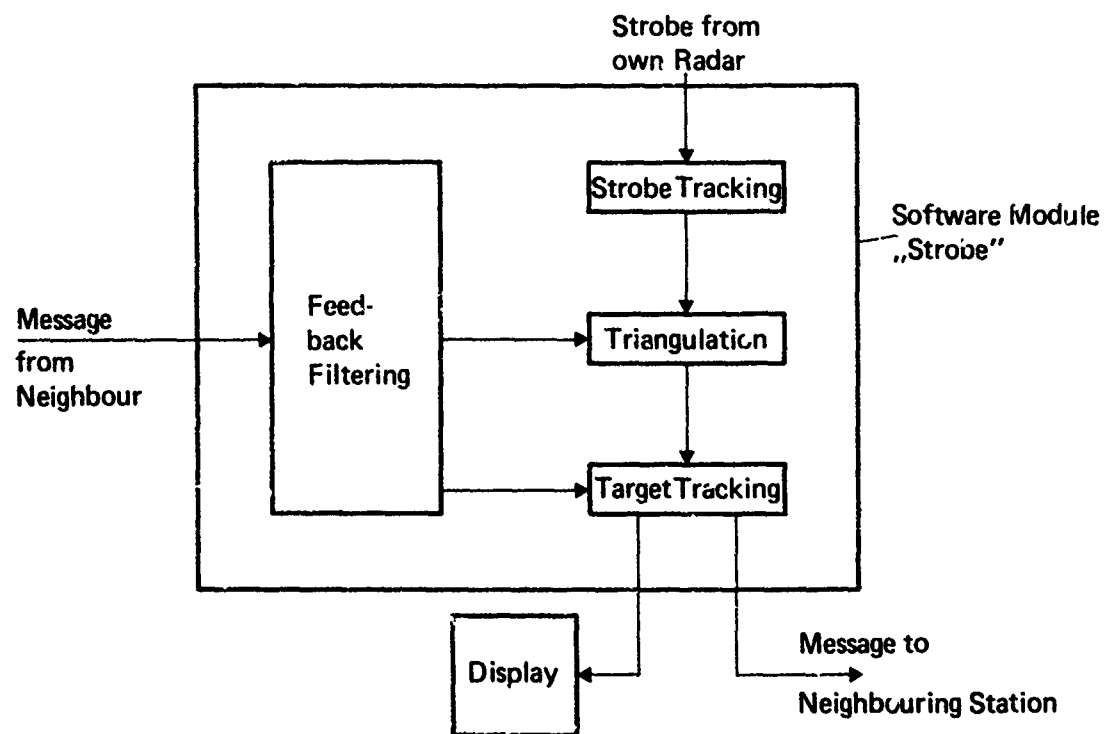 Strobe from
own Radar
Strobe Tracking
Software Module
„Strobe”
Feed-
back
Filtering
Message
from
Neighbour
Triangulation
Target Tracking
Display
Message to
Neighbouring Station